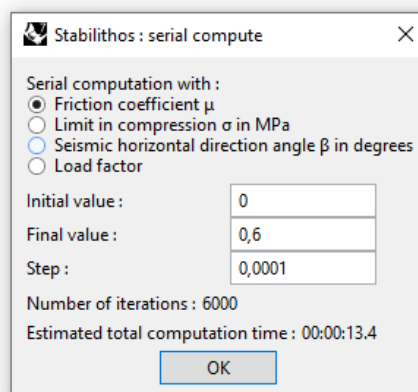 Stabilithos : serial compute
Serial computation with :
Friction coefficient μ
Limit in compression σ in MPa
Seismic horizontal direction angle β in degrees
Load factor
Initial value : 0
Final value : 0,6
Step : 0,0001
Number of iterations : 6000
Estimated total computation time : 00:00:13.4
OK